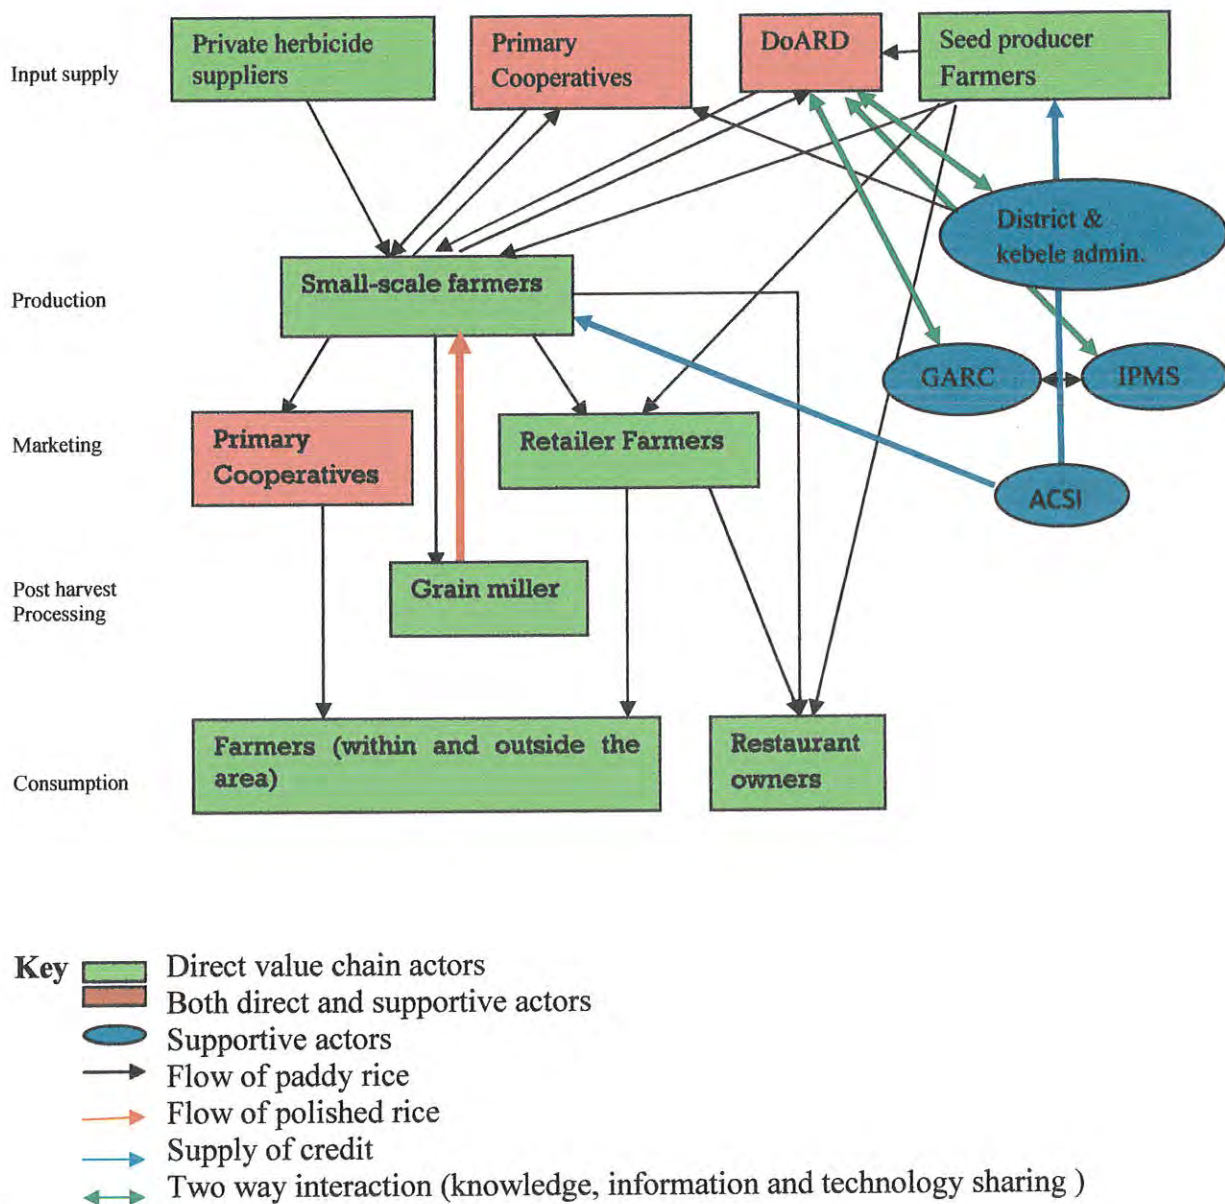 Input supply
Private herbicide
suppliers
Primary
Cooperatives
DoARD
Seed producer
Farmers
District &
kebele admin.
Production
Small-scale farmers
GARC
IPMS
Marketing
Primary
Cooperatives
Retailer Farmers
ACSI
Post harvest
Processing
Grain miller
Consumption
Farmers (within and outside the
area)
Restaurant
owners
Key
Direct value chain actors
Both direct and supportive actors
Supportive actors
Flow of paddy rice
Flow of polished rice
Supply of credit
Two way interaction (knowledge, information and technology sharing )